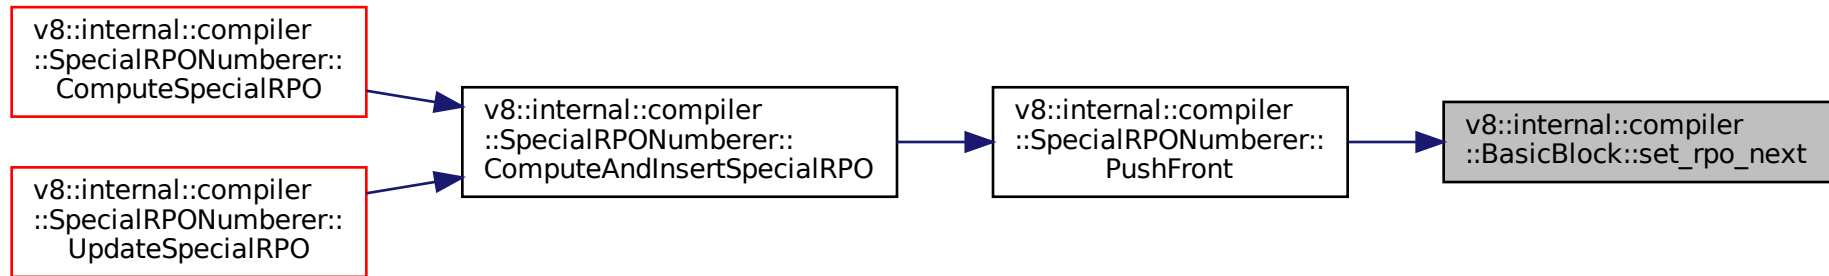 v8::internal::compiler
::SpecialRPONumberer::
ComputeSpecialRPO
v8::internal::compiler
::SpecialRPONumberer::
UpdateSpecialRPO
v8::internal::compiler
::SpecialRPONumberer::
ComputeAndInsertSpecialRPO
v8::internal::compiler
::SpecialRPONumberer::
PushFront
v8::internal::compiler
::BasicBlock::set_rpo_next